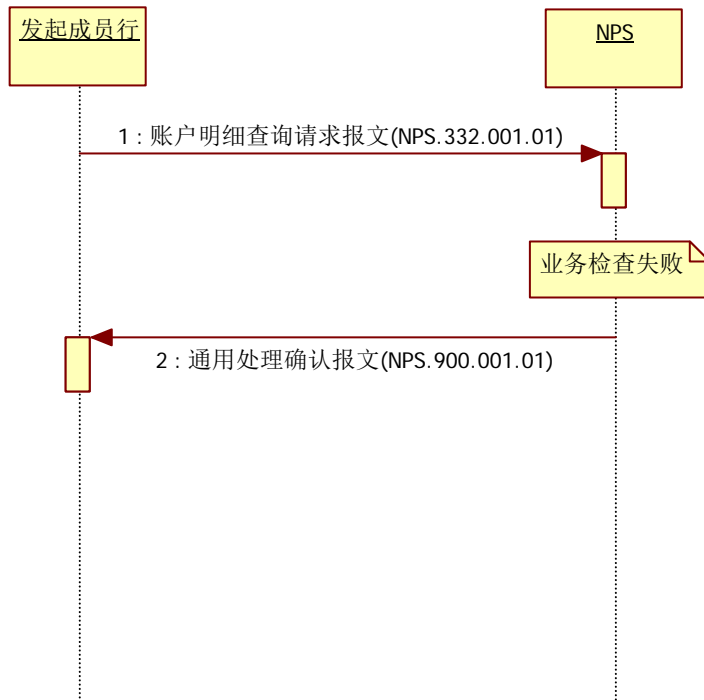 发起成员行
NPS
1 : 账户明细查询请求报文(NPS.332.001.01)
业务检查失败
2 : 通用处理确认报文(NPS.900.001.01)